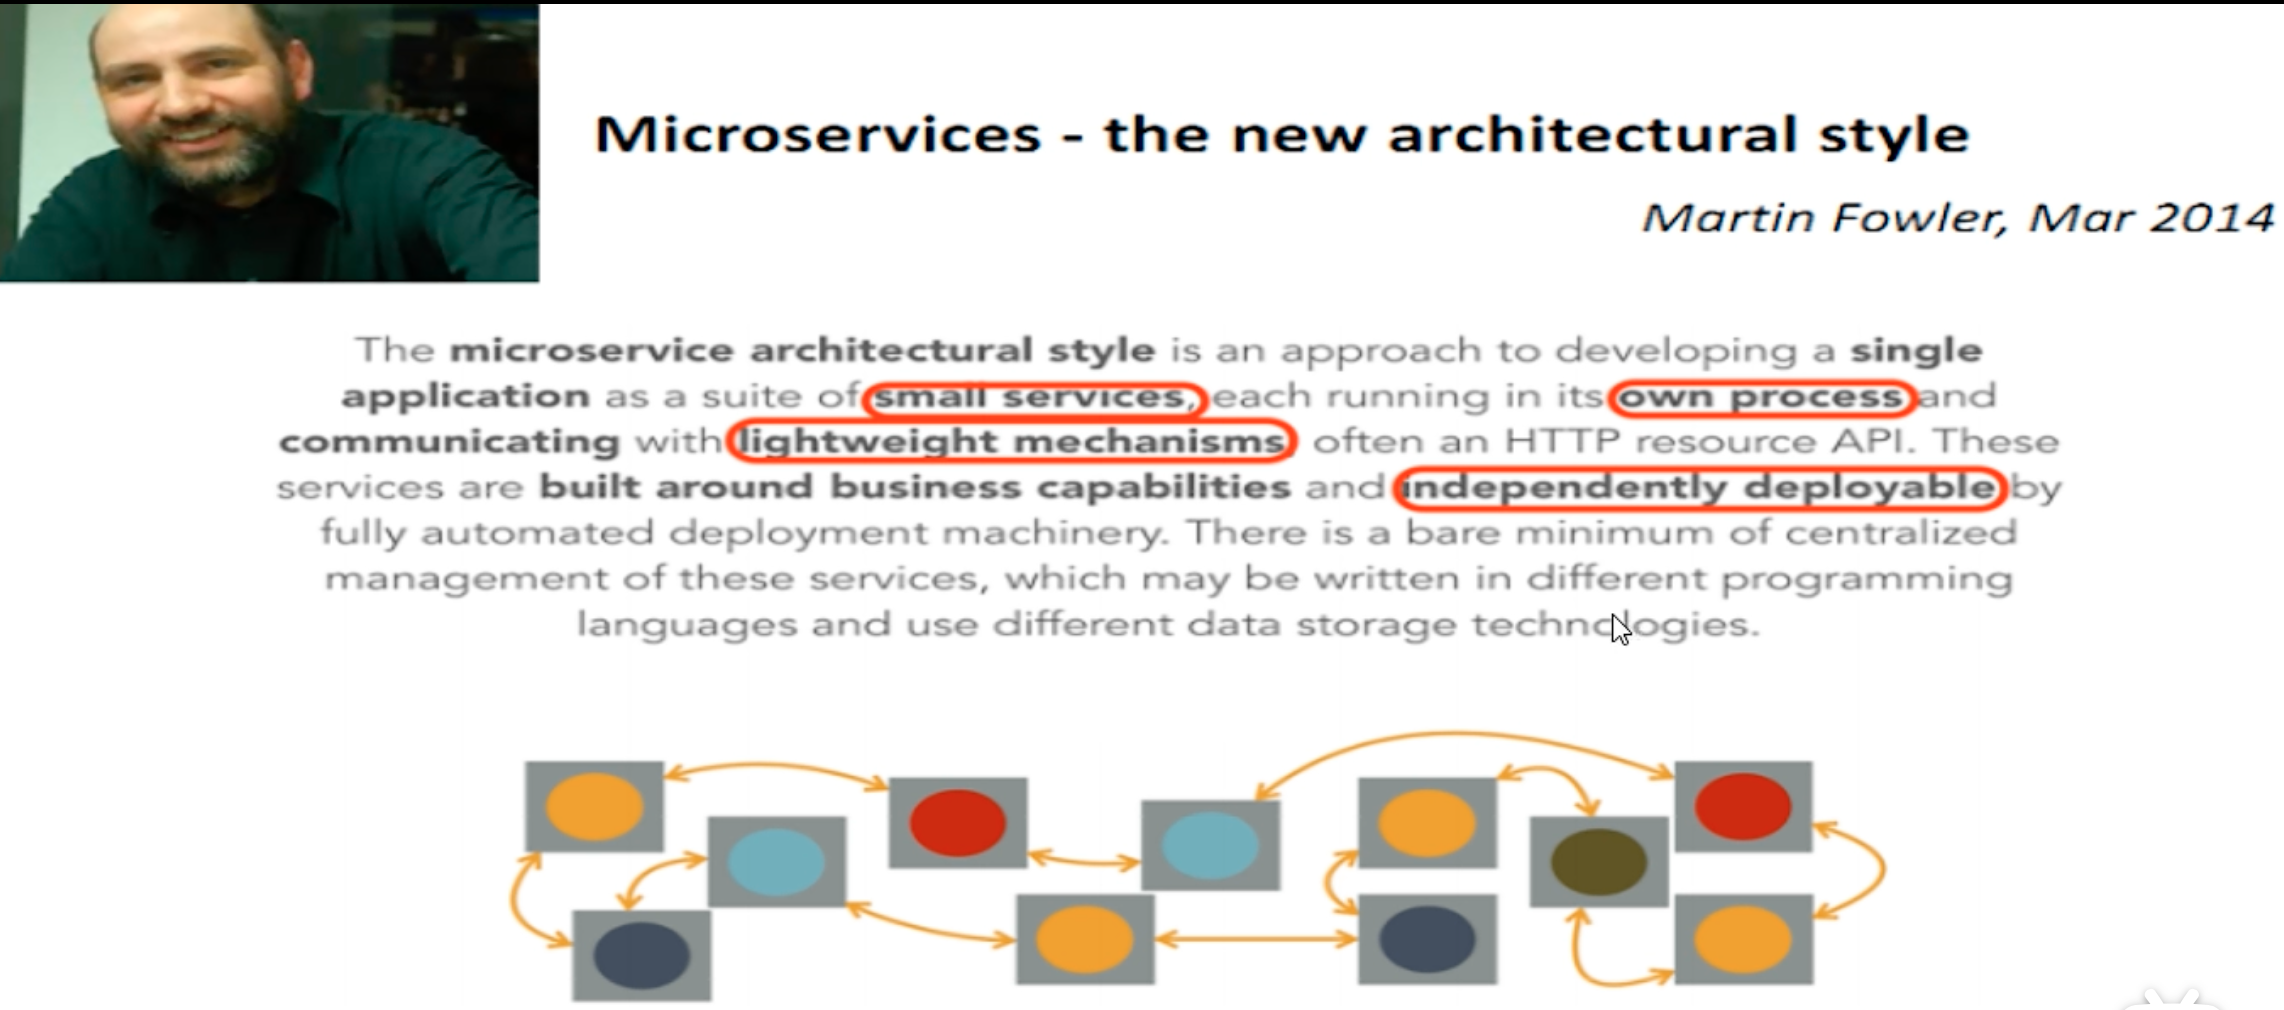 Microservices - the new architectural style
Martin Fowler, Mar 2014
The microservice architectural style is an approach to developing a single
application as a suite of small services, each running in its own process and
communicating with lightweight mechanisms, often an HTTP resource API. These
services are built around business capabilities and independently deployable by
fully automated deployment machinery. There is a bare minimum of centralized
management of these services, which may be written in different programming
languages and use different data storage technologies.